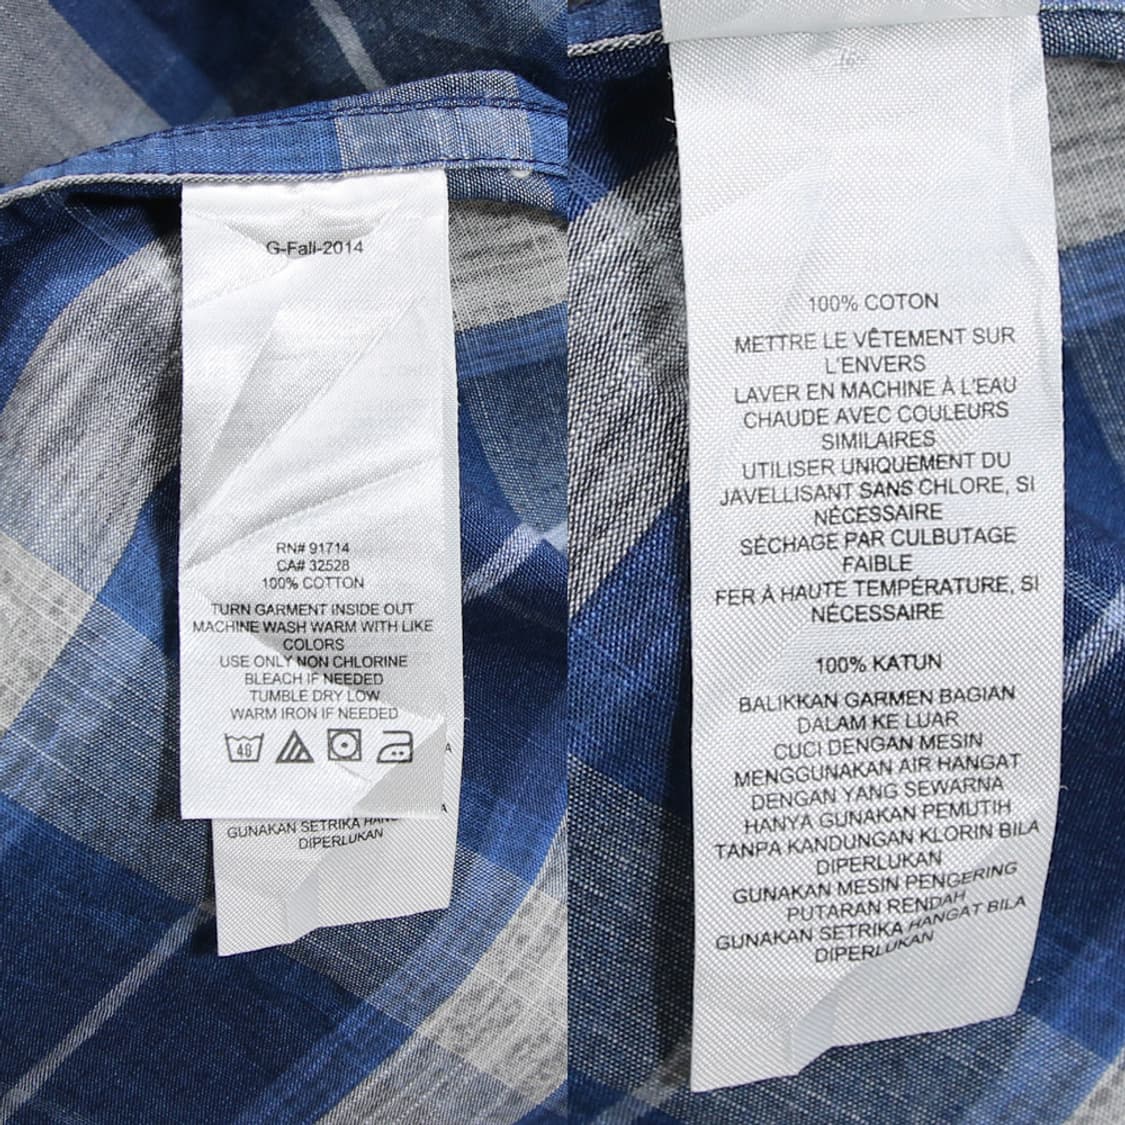 G-Fall-2014
RN# 91714
CA# 32528
100% COTTON
TURN GARMENT INSIDE OUT
MACHINE WASH WARM WITH LIKE
COLORS
USE ONLY NON CHLORINE
BLEACH IF NEEDED
TUMBLE DRY LOW
WARM IRON IF NEEDED
40
GUNAKAN SETRIKA
DIPERLUKAN
100% COTON
METTRE LE VÊTEMENT SUR
L'ENVERS
LAVER EN MACHINE À L'EAU
CHAUDE AVEC COULEURS
SIMILAIRES
UTILISER UNIQUEMENT DU
JAVELLISANT SANS CHLORE, SI
NÉCESSAIRE
SÉCHAGE PAR CULBUTAGE
FAIBLE
FER À HAUTE TEMPÉRATURE, SI
NÉCESSAIRE
100% KATUN
BALIKKAN GARMEN BAGIAN
DALAM KE LUAR
CUCI DENGAN MESIN
MENGGUNAKAN AIR HANGAT
DENGAN YANG SEWARNA
HANYA GUNAKAN PEMUTIH
TANPA KANDUNGAN KLORIN BILA
DIPERLUKAN
GUNAKAN MESIN PENGERING
PUTARAN RENDAH
GUNAKAN SETRIKA HANGAT BILA
DIPERLUKAN